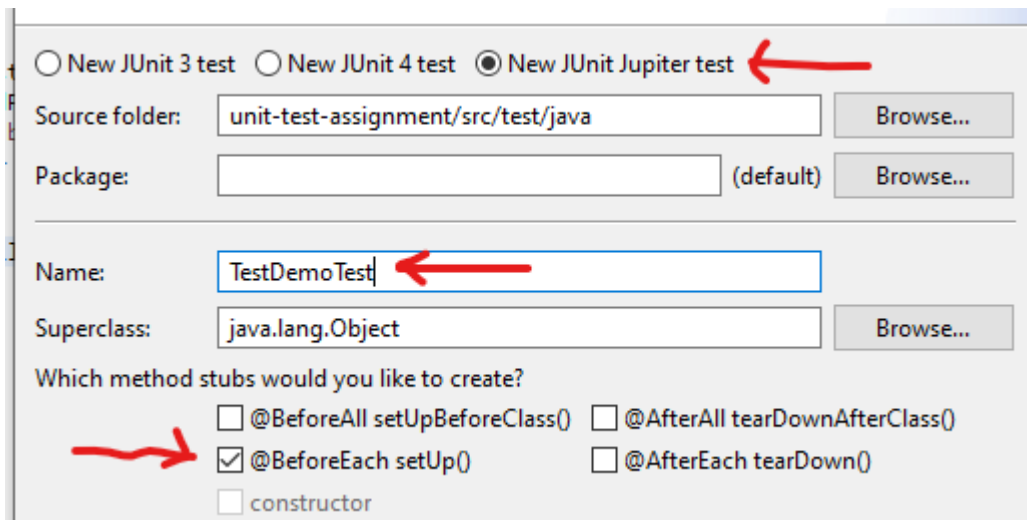 New JUnit 3 test New JUnit 4 test New JUnit Jupiter test
Source folder: unit-test-assignment/src/test/java Browse...
Package: (default) Browse...
Name: TestDemoTest
Superclass: java.lang.Object Browse...
Which method stubs would you like to create?
@BeforeAll setUpBeforeClass() @AfterAll tearDownAfterClass()
@BeforeEach setUp() @AfterEach tearDown()
constructor